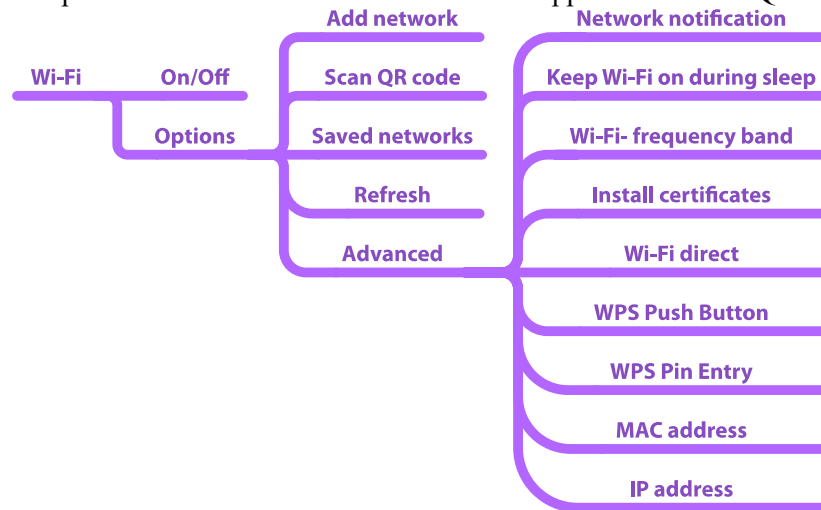 Wi-Fi
On/Off
Options
Add network
Scan QR code
Saved networks
Refresh
Advanced
Network notification
Keep Wi-Fi on during sleep
Wi-Fi- frequency band
Install certificates
Wi-Fi direct
WPS Push Button
WPS Pin Entry
MAC address
IP address